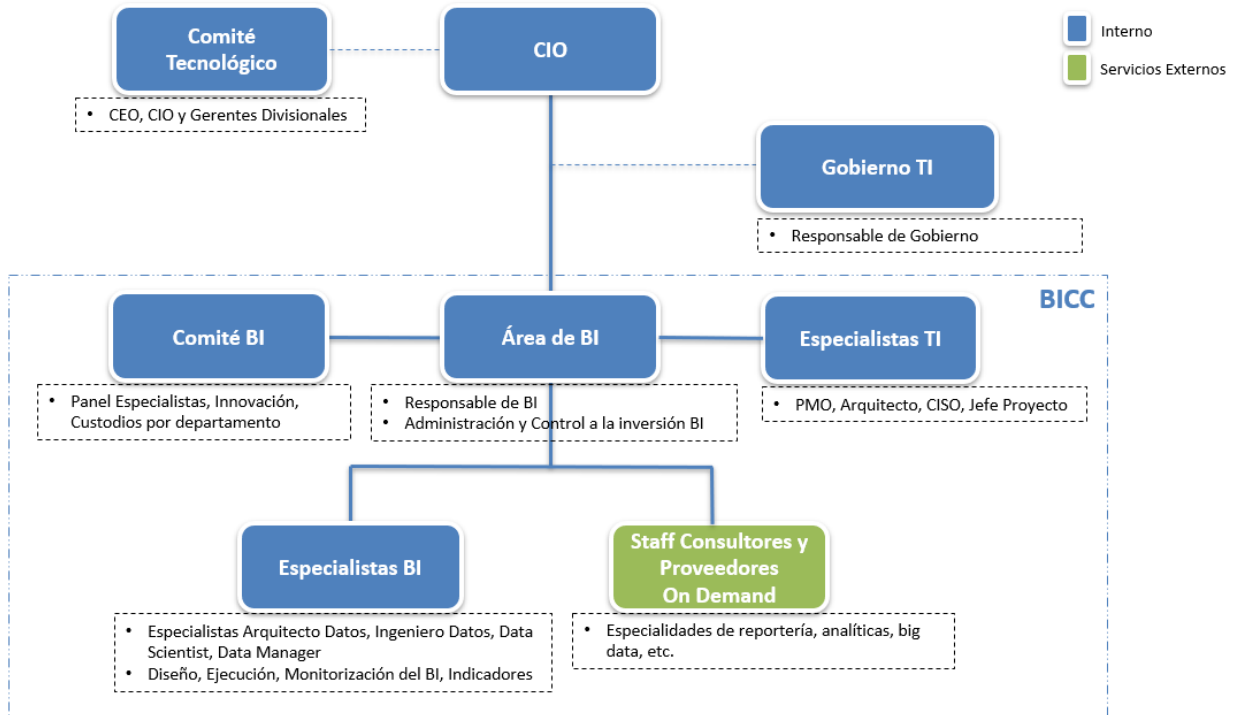 Comité
Tecnológico
CIO
Interno
Servicios Externos
• CEO, CIO y Gerentes Divisionales
Gobierno TI
• Responsable de Gobierno
BICC
Comité BI
Área de BI
Especialistas TI
• Panel Especialistas, Innovación,
Custodios por departamento
• Responsable de BI
• Administración y Control a la inversión BI
• PMO, Arquitecto, CISO, Jefe Proyecto
Especialistas BI
Staff Consultores y
Proveedores
On Demand
• Especialistas Arquitecto Datos, Ingeniero Datos, Data
Scientist, Data Manager
• Diseño, Ejecución, Monitorización del BI, Indicadores
• Especialidades de reportería, analíticas, big
data, etc.